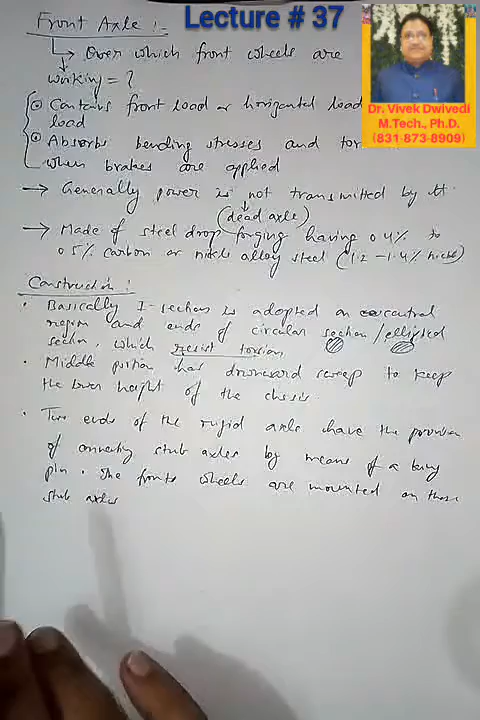 Lecture # 37
Front Axle :-
Dr. Vivek Dwivedi
M.Tech., Ph.D.
(831-873-8909)
→ Over which front wheels are
working = ?
Contains front load or horizontal load
load
Absorbs bending stresses and
when brakes are applied
→ Generally power is not transmitted by it
(dead axle)
→ Made of steel drop forging having 0.4% to
0.5% carbon or nickle alloy steel (1.2 - 1.4% nickel)
Construction :
• Basically I-section is adopted on central
region and ends of circular section/elliptical
section, which resist torsion
• Middle portion has downward sweep to keep
the lower height of the chassis.
• Two ends of the rigid axle have the provision
of connecting stub axles by means of a king
pin. The front wheels are mounted on these
stub axles